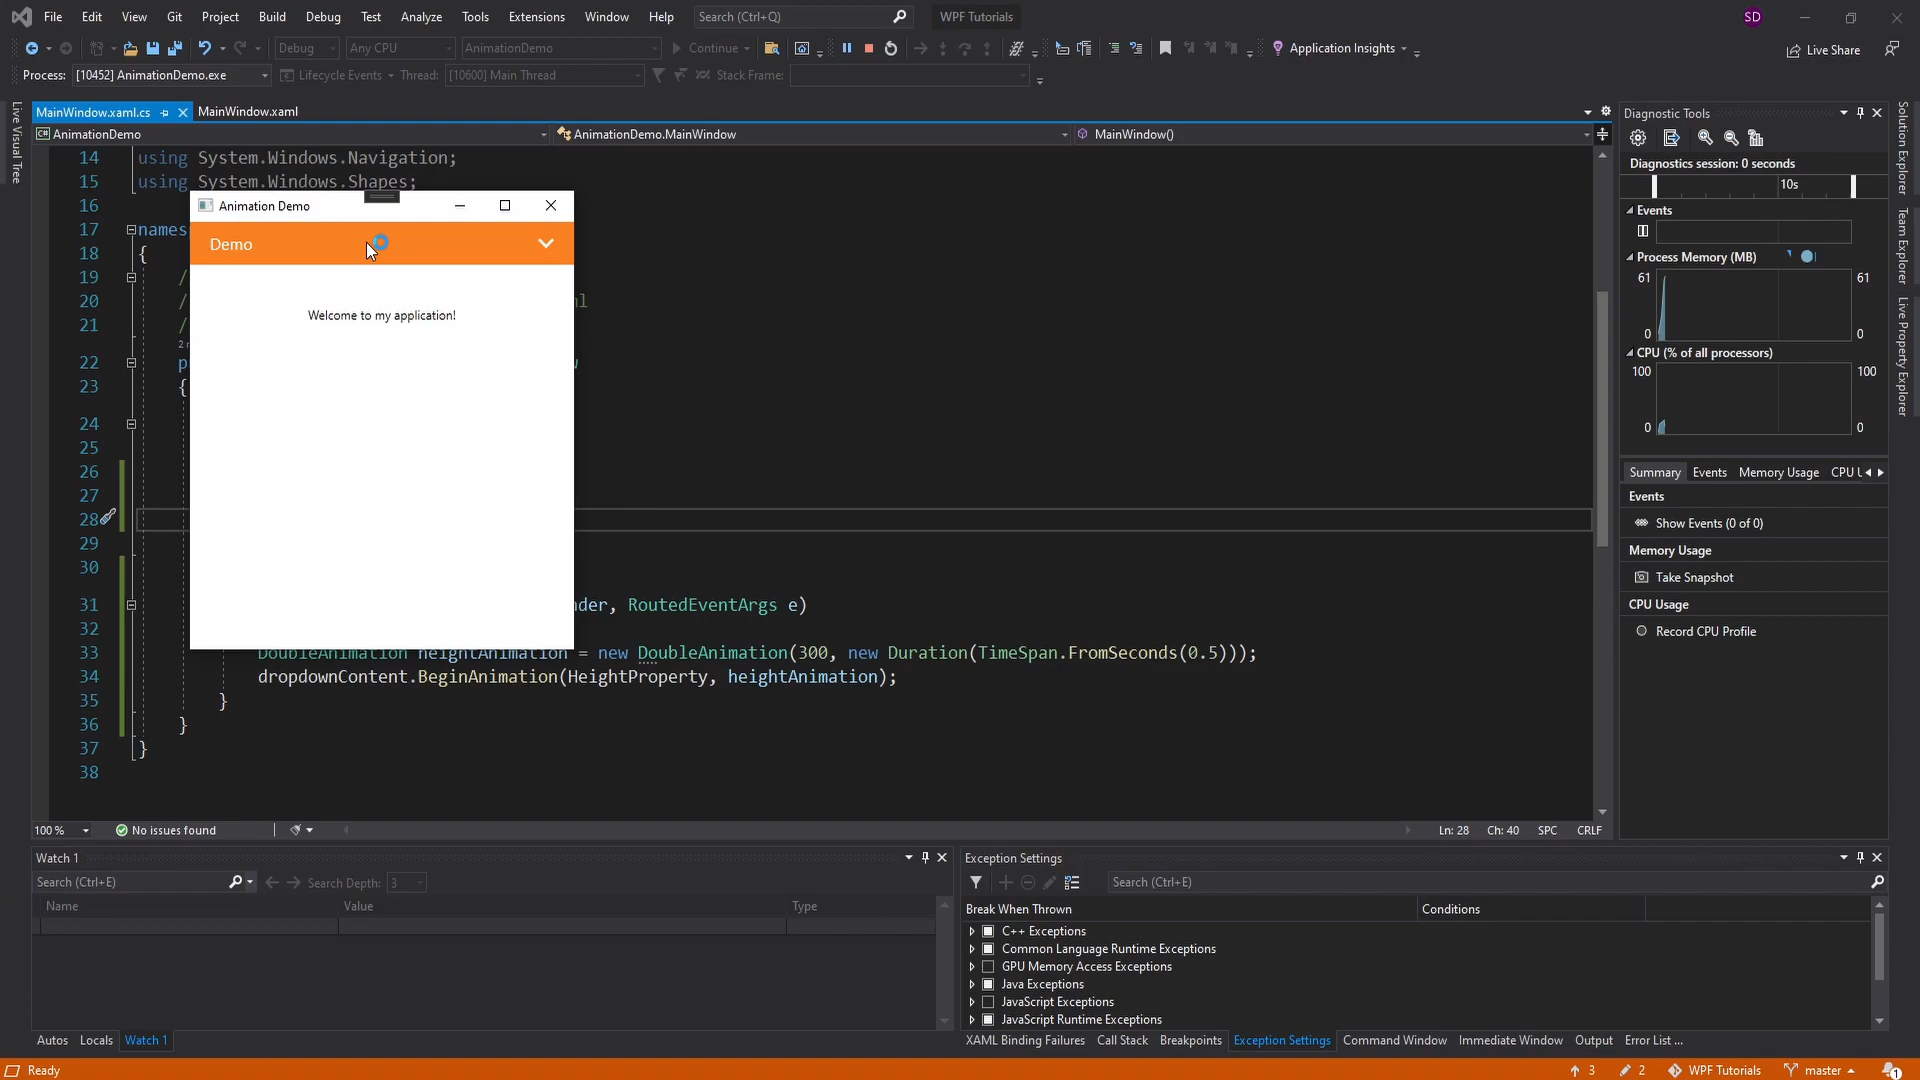 File Edit View Git Project Build Debug Test Analyze Tools Extensions Window Help Search (Ctrl+Q) WPF Tutorials SD
Debug Any CPU AnimationDemo Continue Application Insights Live Share
Process: [10452] AnimationDemo.exe Lifecycle Events Thread: [10600] Main Thread Stack Frame:
MainWindow.xaml.cs MainWindow.xaml
AnimationDemo AnimationDemo.MainWindow MainWindow()
Live Visual Tree
14 using System.Windows.Navigation;
15 using System.Windows.Shapes;
16
17 names
18 {
19 /
20 / l
21 /
2
22 p
23 {
24
25
26
27
28
29
30
31 nder, RoutedEventArgs e)
32
33 DoubleAnimation heightAnimation = new DoubleAnimation(300, new Duration(TimeSpan.FromSeconds(0.5)));
34 dropdownContent.BeginAnimation(HeightProperty, heightAnimation);
35 }
36 }
37 }
38
Animation Demo
Demo
Welcome to my application!
100 % No issues found Ln: 28 Ch: 40 SPC CRLF
Diagnostic Tools
Diagnostics session: 0 seconds
10s
Events
Process Memory (MB)
61 61
0 0
CPU (% of all processors)
100 100
0 0
Summary Events Memory Usage CPU U
Events
Show Events (0 of 0)
Memory Usage
Take Snapshot
CPU Usage
Record CPU Profile
Solution Explorer
Team Explorer
Live Property Explorer
Watch 1
Search (Ctrl+E) Search Depth: 3
Name Value Type
Autos Locals Watch 1
Exception Settings
Search (Ctrl+E)
Break When Thrown Conditions
C++ Exceptions
Common Language Runtime Exceptions
GPU Memory Access Exceptions
Java Exceptions
JavaScript Exceptions
JavaScript Runtime Exceptions
XAML Binding Failures Call Stack Breakpoints Exception Settings Command Window Immediate Window Output Error List ...
Ready 3 2 WPF Tutorials master 1